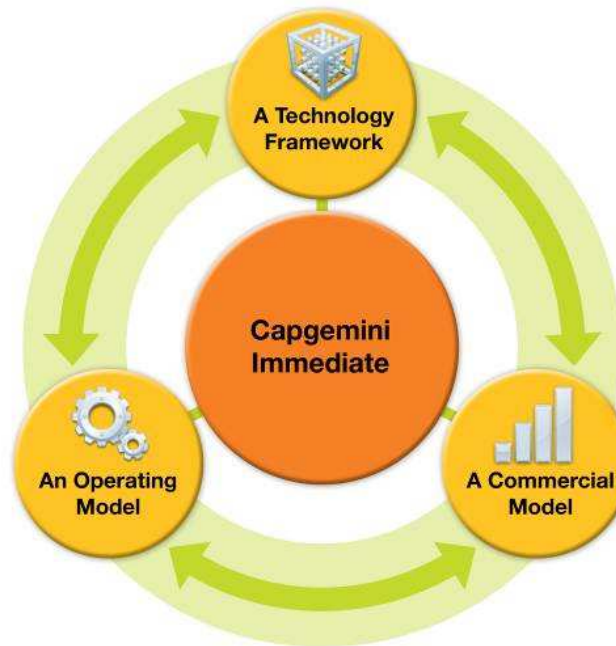 A Technology
Framework
Capgemini
Immediate
An Operating
Model
A Commercial
Model